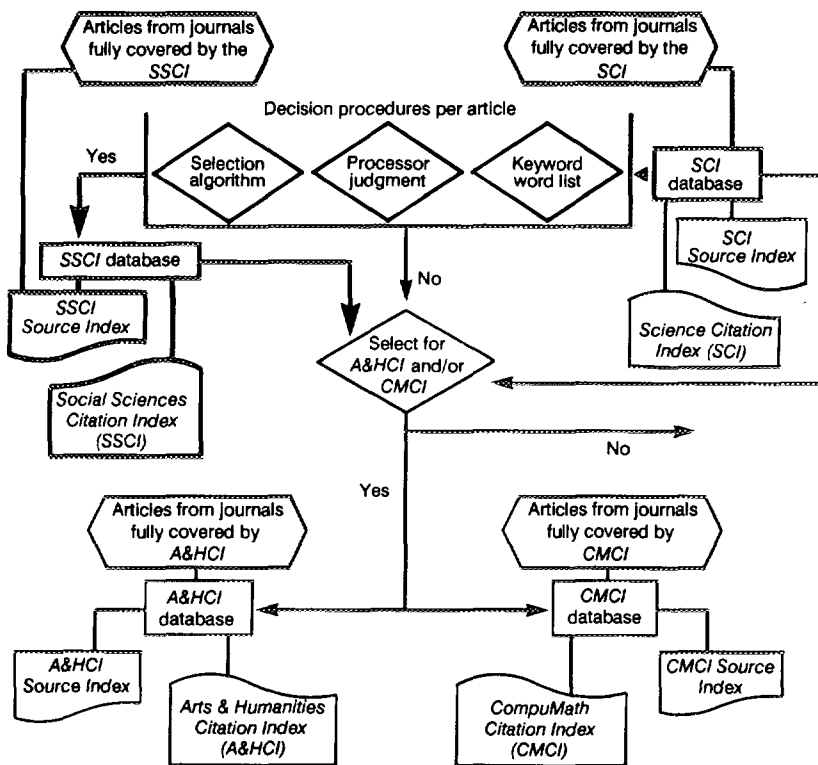 Articles from journals
fully covered by the
SSCI
Articles from journals
fully covered by the
SCI
Decision procedures per article
Yes
Selection
algorithm
Processor
judgment
Keyword
word list
SCI
database
SCI
Source Index
SSCI database
No
SSCI
Source Index
Select for
A&HCI and/or
CMCI
Science Citation
Index (SCI)
Social Sciences
Citation Index
(SSCI)
No
Yes
Articles from journals
fully covered by
A&HCI
Articles from journals
fully covered by
CMCI
A&HCI
database
CMCI
database
A&HCI
Source Index
CMCI Source
Index
Arts & Humanities
Citation Index
(A&HCI)
CompuMath
Citation Index
(CMCI)